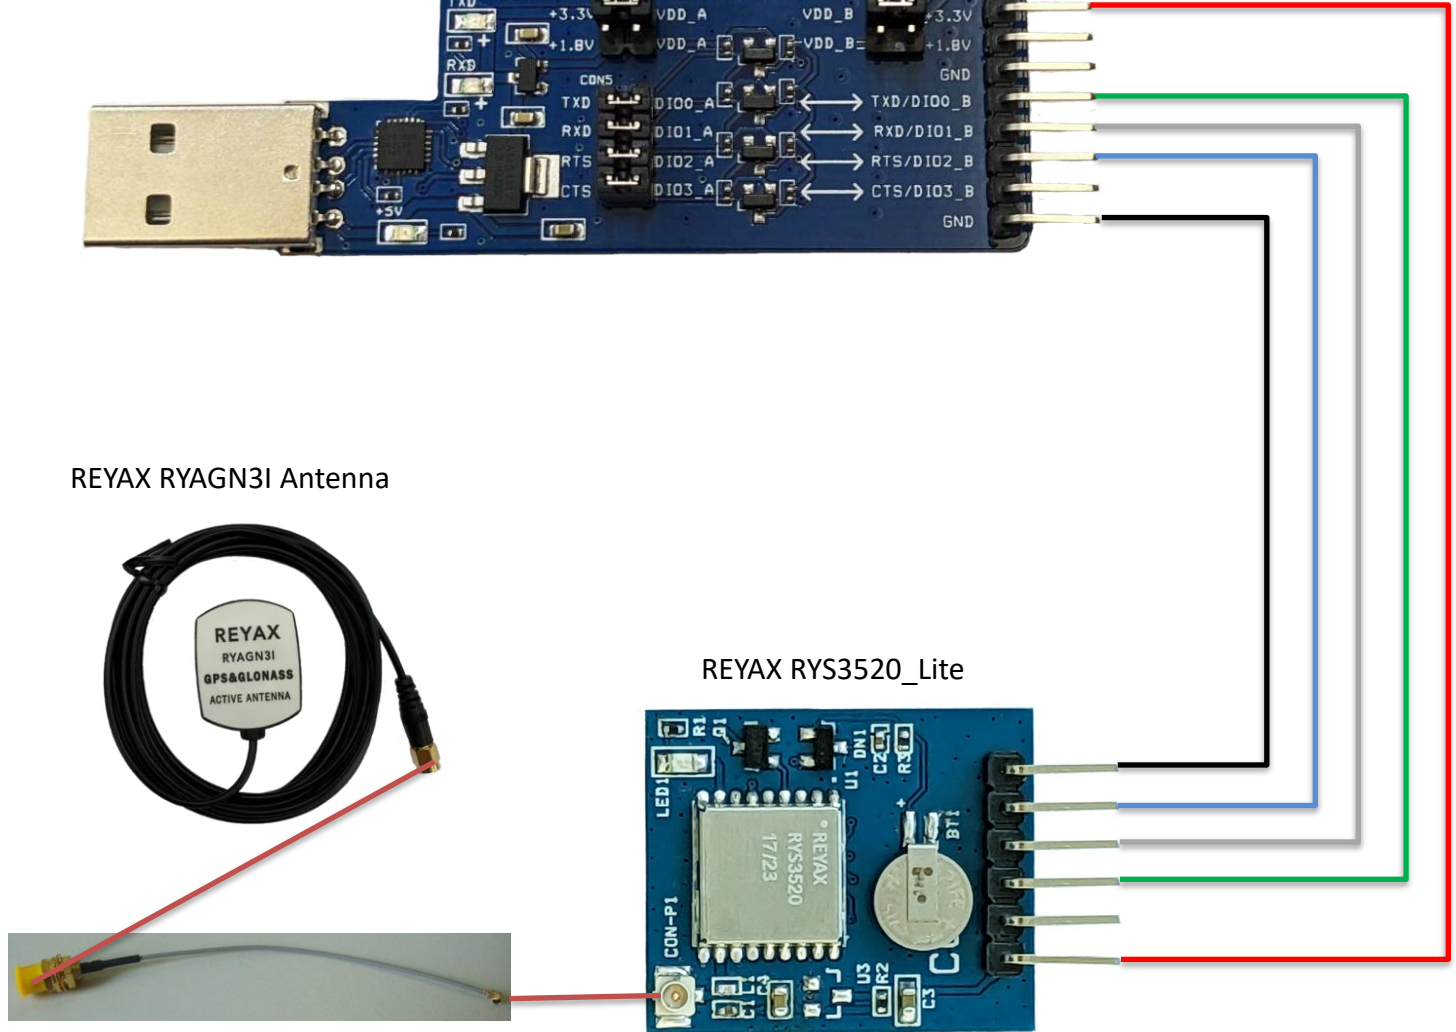 TXD
+3.3V
VDD_A
VDD_B
+3.3V
+1.8V
VDD_A
VDD_B=
+1.8V
RXD
CON5
GND
TXD
DIO0_A
TXD/DIO0_B
RXD
DIO1_A
RXD/DIO1_B
RTS
DIO2_A
RTS/DIO2_B
CTS
DIO3_A
CTS/DIO3_B
+5V
GND
REYAX RYAGN3I Antenna
REYAX
RYAGN3I
GPS&GLONASS
ACTIVE ANTENNA
REYAX RYS3520_Lite
R1
Q1
DN1
C2
R3
LED1
U1
BT1
REYAX
RYS3520
17/23
CON-P1
L1
C1
C4
U3
R2
C3